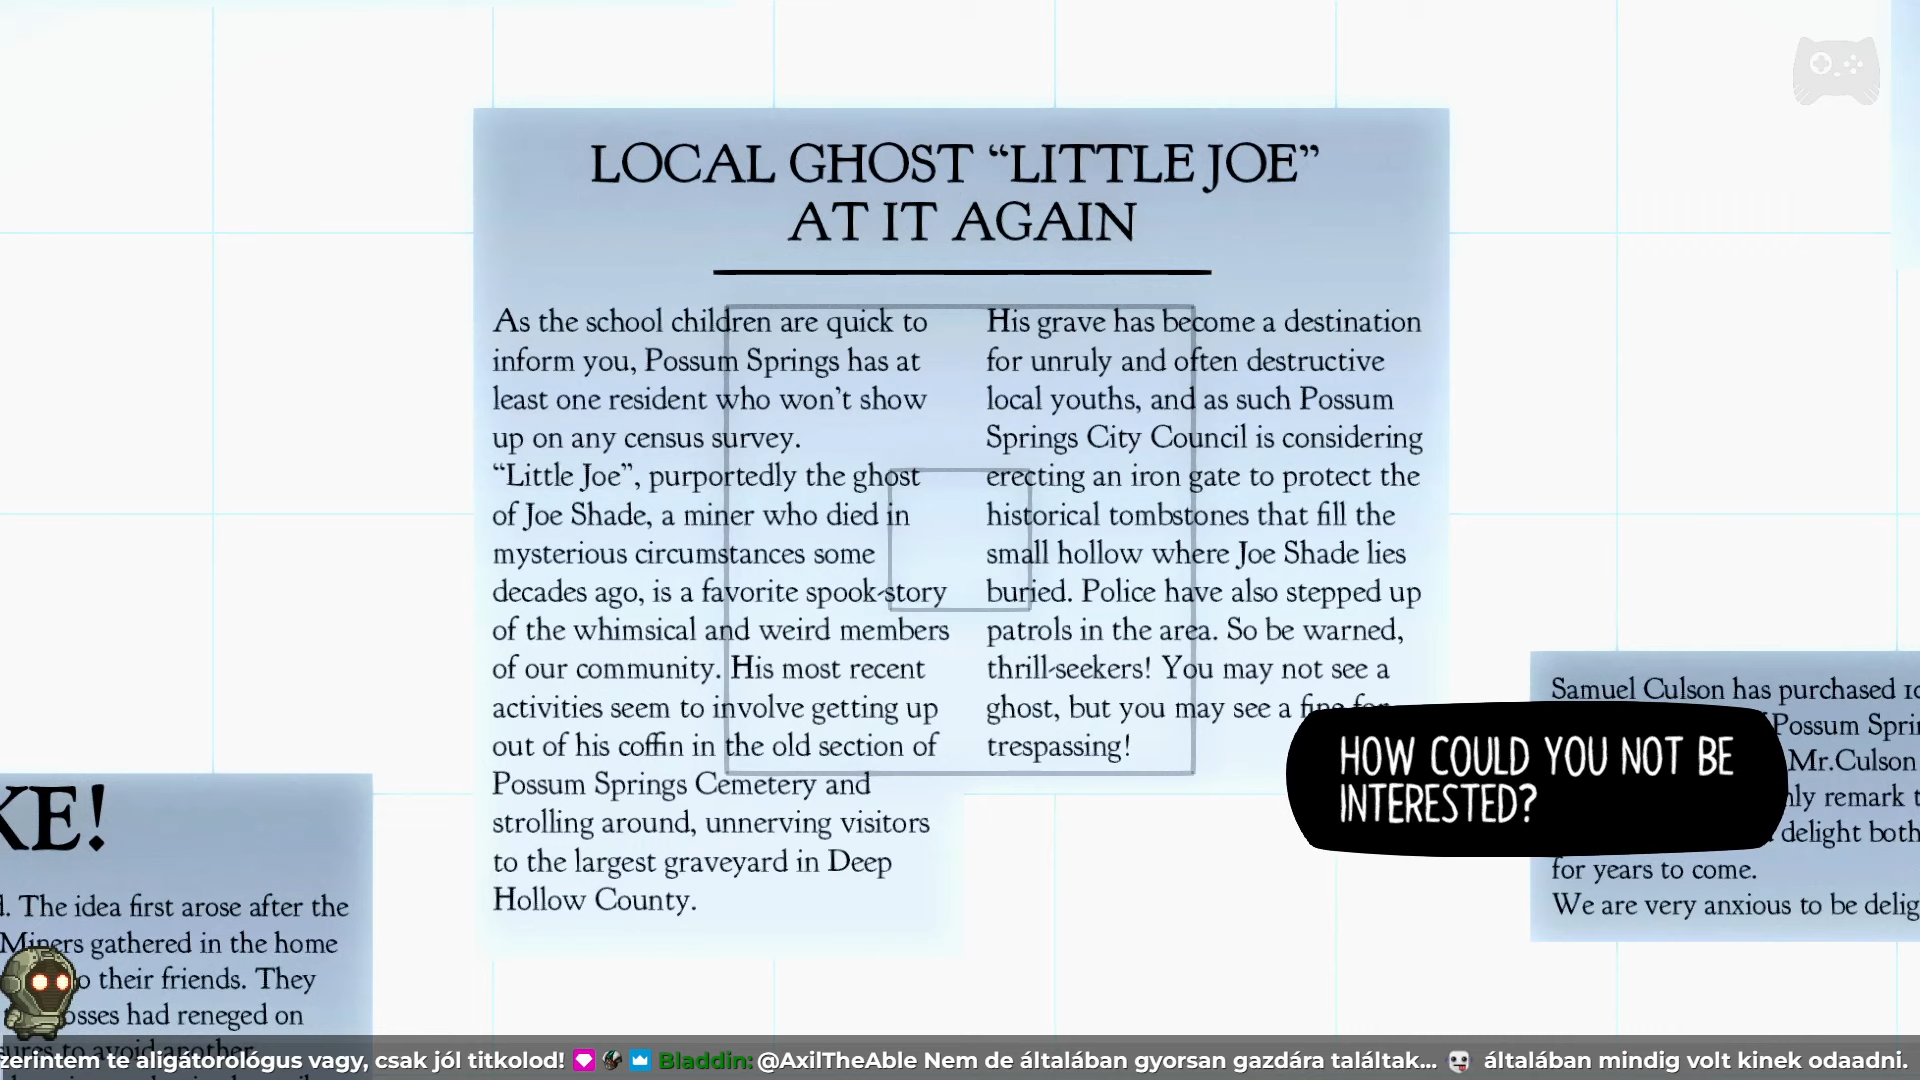 LOCAL GHOST “LITTLE JOE”
AT IT AGAIN
As the school children are quick to
inform you, Possum Springs has at
least one resident who won’t show
up on any census survey.
“Little Joe”, purportedly the ghost
of Joe Shade, a miner who died in
mysterious circumstances some
decades ago, is a favorite spook-story
of the whimsical and weird members
of our community. His most recent
activities seem to involve getting up
out of his coffin in the old section of
Possum Springs Cemetery and
strolling around, unnerving visitors
to the largest graveyard in Deep
Hollow County.
His grave has become a destination
for unruly and often destructive
local youths, and as such Possum
Springs City Council is considering
erecting an iron gate to protect the
historical tombstones that fill the
small hollow where Joe Shade lies
buried. Police have also stepped up
patrols in the area. So be warned,
thrill-seekers! You may not see a
ghost, but you may see a fine for
trespassing!
HOW COULD YOU NOT BE
INTERESTED?
Samuel Culson has purchased
Possum
Mr.Culson
remark
delight both
for years to come.
We are very anxious to be
KE!
. The idea first arose after the
Miners gathered in the home
their friends. They
had reneged on
to avoid another
te aligátorológus vagy, csak jól titkolod! Bladdin: @AxilTheAble Nem de általában gyorsan gazdára találtak... általában mindig volt kinek odaadni.